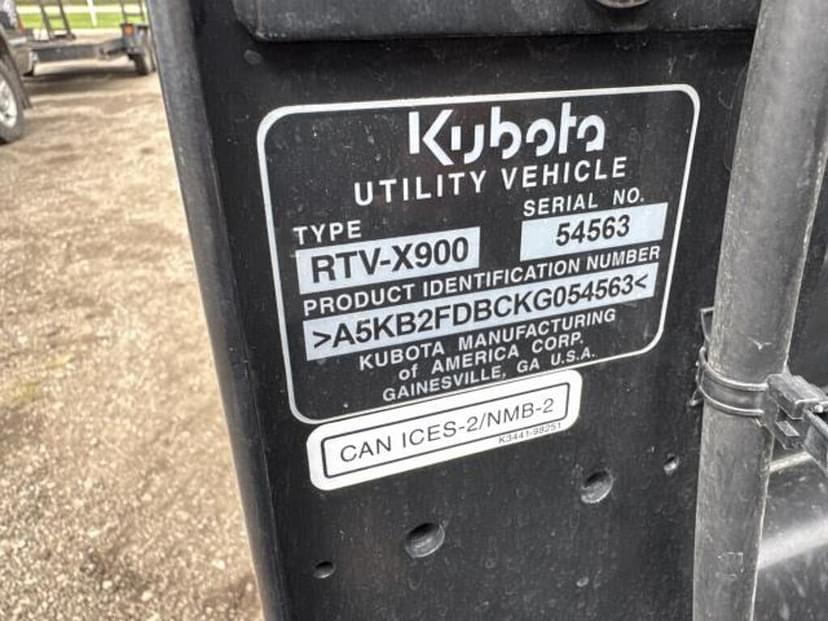 Kubota
UTILITY VEHICLE
TYPE
SERIAL NO.
RTV-X900
54563
PRODUCT IDENTIFICATION NUMBER
>A5KB2FDBCKG054563<
KUBOTA MANUFACTURING
of AMERICA CORP.
GAINESVILLE, GA U.S.A.
CAN ICES-2/NMB-2
K3441-98251